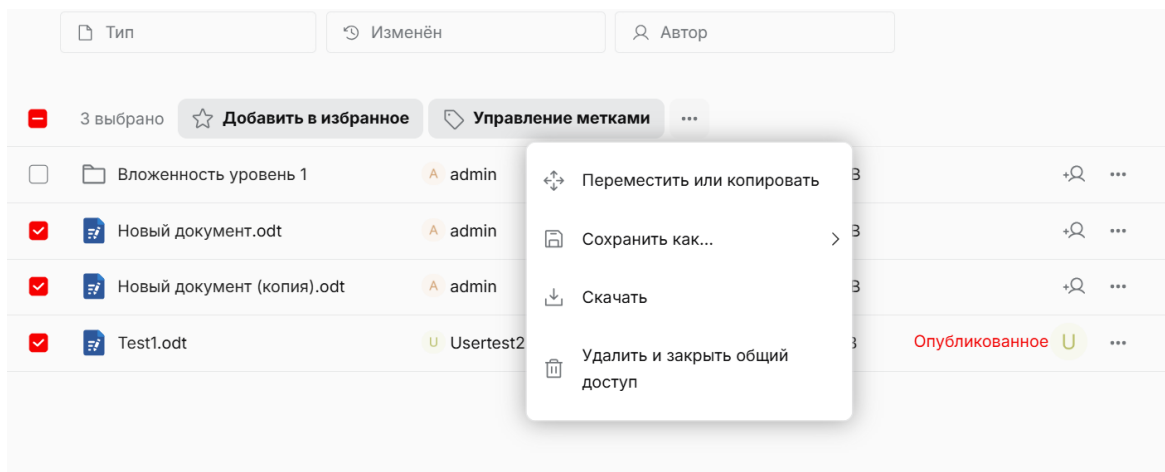 Тип Изменён Автор
3 выбрано Добавить в избранное Управление метками ...
Вложенность уровень 1 A admin В ...
Переместить или копировать
Новый документ.odt A admin В ...
Сохранить как...
Новый документ (копия).odt A admin В ...
Скачать
Test1.odt U Usertest2 Опубликованное U ...
Удалить и закрыть общий
доступ